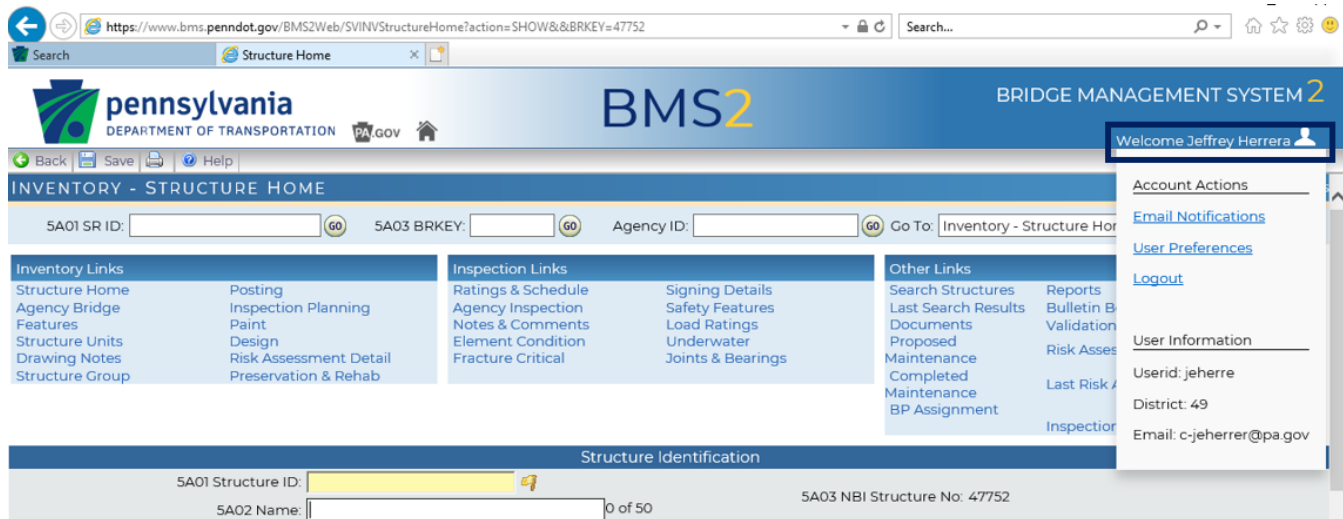 https://www.bms.penndot.gov/BMS2Web/SVINVStructureHome?action=SHOW&&BRKEY=47752
Search...
Search
Structure Home
pennsylvania
DEPARTMENT OF TRANSPORTATION PA.GOV
BMS2
BRIDGE MANAGEMENT SYSTEM 2
Welcome Jeffrey Herrera
Back Save Help
INVENTORY - STRUCTURE HOME
5A01 SR ID: GO 5A03 BRKEY: GO Agency ID: GO Go To: Inventory - Structure
Account Actions
Email Notifications
User Preferences
Logout
User Information
Userid: jeherre
District: 49
Email: c-jeherrer@pa.gov
Inventory Links
Structure Home Posting
Agency Bridge Inspection Planning
Features Paint
Structure Units Design
Drawing Notes Risk Assessment Detail
Structure Group Preservation & Rehab
Inspection Links
Ratings & Schedule Signing Details
Agency Inspection Safety Features
Notes & Comments Load Ratings
Element Condition Underwater
Fracture Critical Joints & Bearings
Other Links
Search Structures Reports
Last Search Results Bulletin
Documents Validation
Proposed
Maintenance Risk
Completed
Maintenance Last Risk
BP Assignment
Inspection
Structure Identification
5A01 Structure ID:
5A02 Name: 0 of 50
5A03 NBI Structure No: 47752